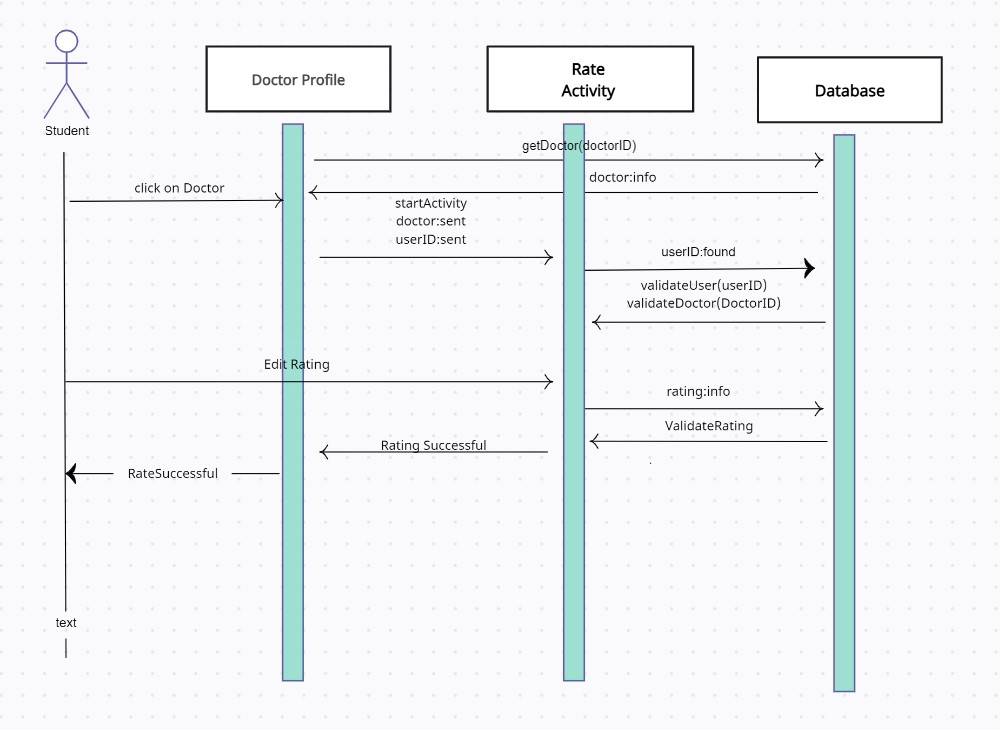 Student
Doctor Profile
Rate
Activity
Database
getDoctor(doctorID)
doctor:info
click on Doctor
startActivity
doctor:sent
userID:sent
userID:found
validateUser(userID)
validateDoctor(DoctorID)
Edit Rating
rating:info
ValidateRating
Rating Successful
RateSuccessful
text